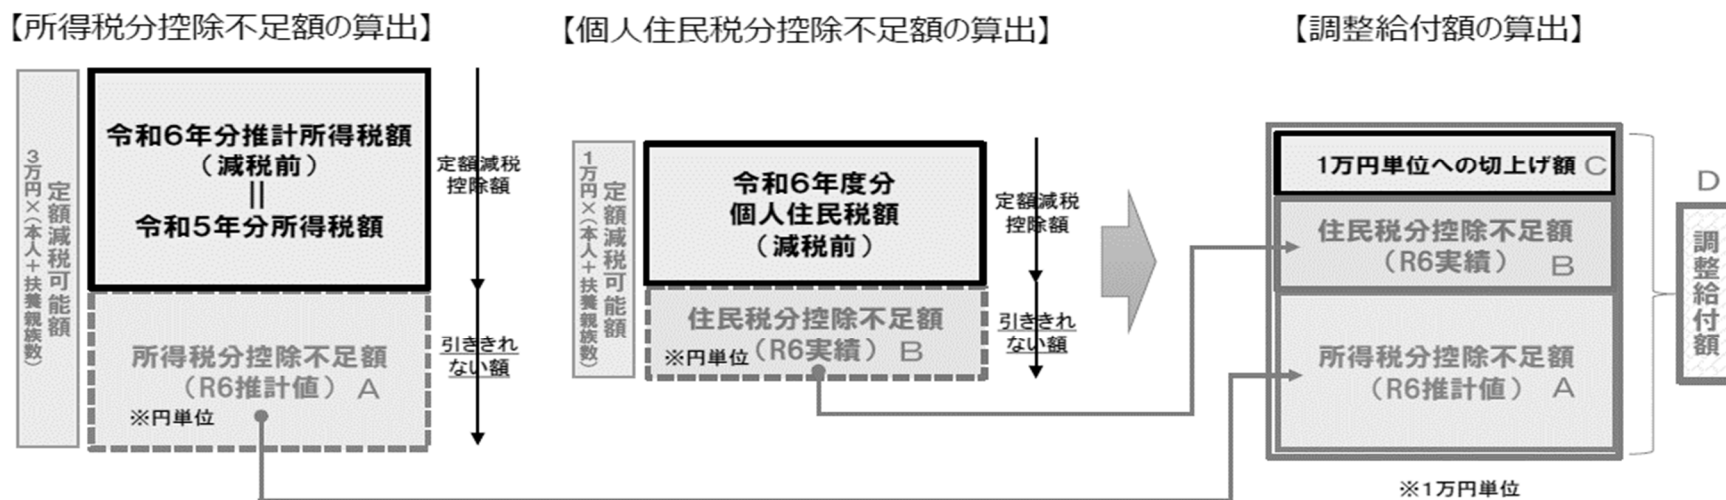 【所得税分控除不足額の算出】
定額減税可能額
3万円×(本人+扶養親族数)
令和6年分推計所得税額
(減税前)
||
令和5年分所得税額
定額減税
控除額
所得税分控除不足額
(R6推計値) A
※円単位
引ききれ
ない額
【個人住民税分控除不足額の算出】
定額減税可能額
1万円×(本人+扶養親族数)
令和6年度分
個人住民税額
(減税前)
定額減税
控除額
住民税分控除不足額
※円単位(R6実績) B
引ききれ
ない額
【調整給付額の算出】
1万円単位への切上げ額 C
住民税分控除不足額
(R6実績) B
所得税分控除不足額
(R6推計値) A
※1万円単位
D
調整給付額